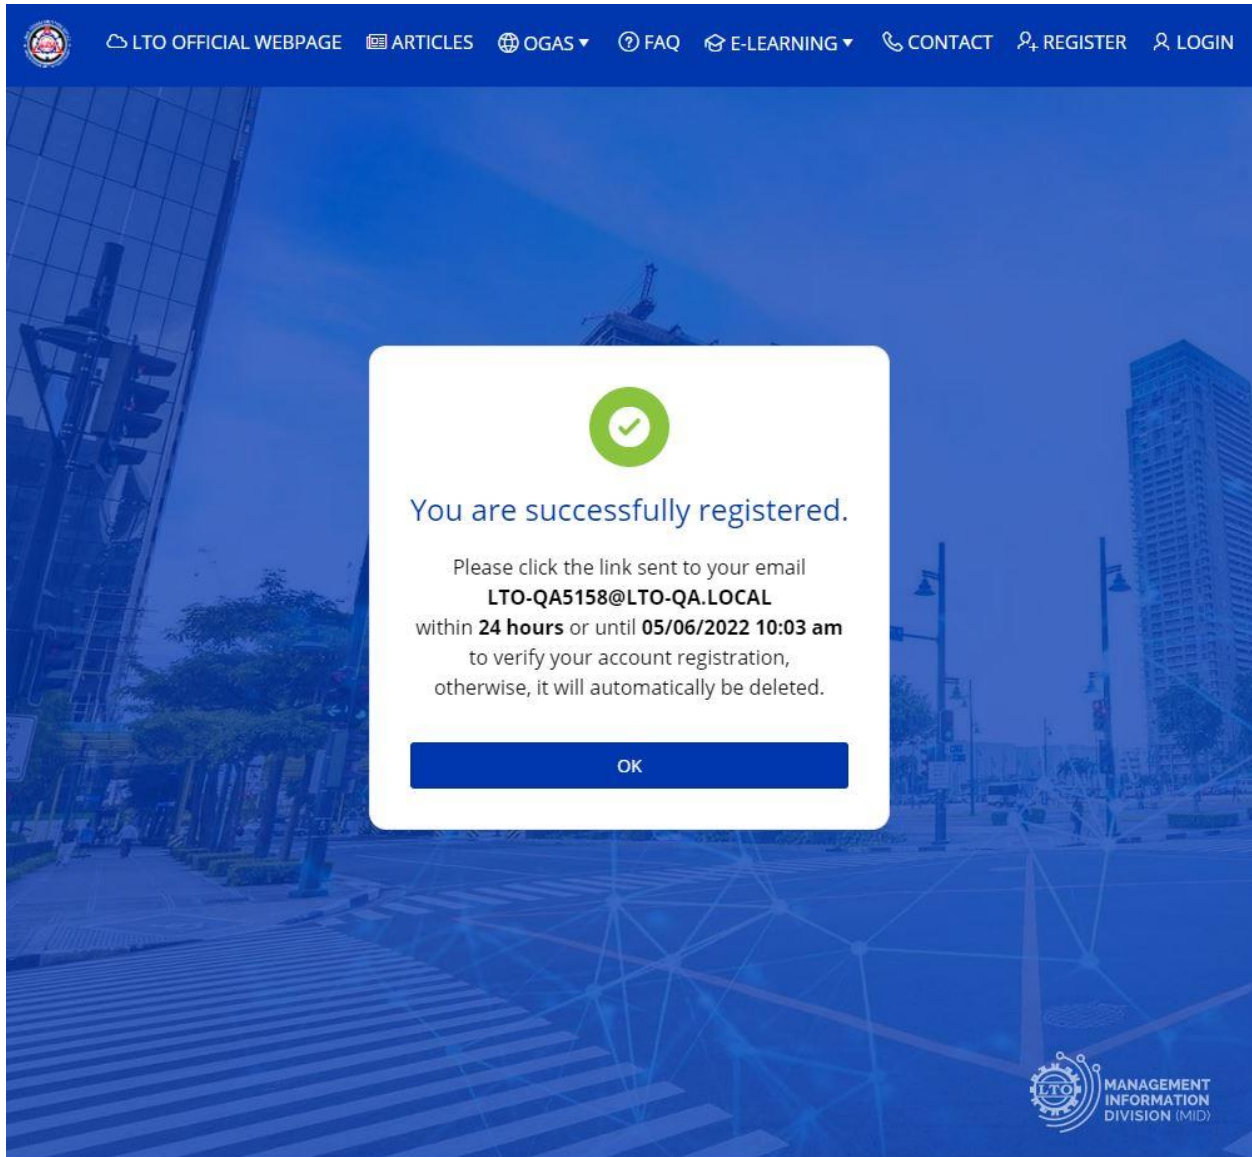 LTO OFFICIAL WEBPAGE ARTICLES OGAS FAQ E-LEARNING CONTACT REGISTER LOGIN
You are successfully registered.
Please click the link sent to your email
LTO-QA5158@LTO-QA.LOCAL
within 24 hours or until 05/06/2022 10:03 am
to verify your account registration,
otherwise, it will automatically be deleted.
OK
LTO
MANAGEMENT
INFORMATION
DIVISION (MID)